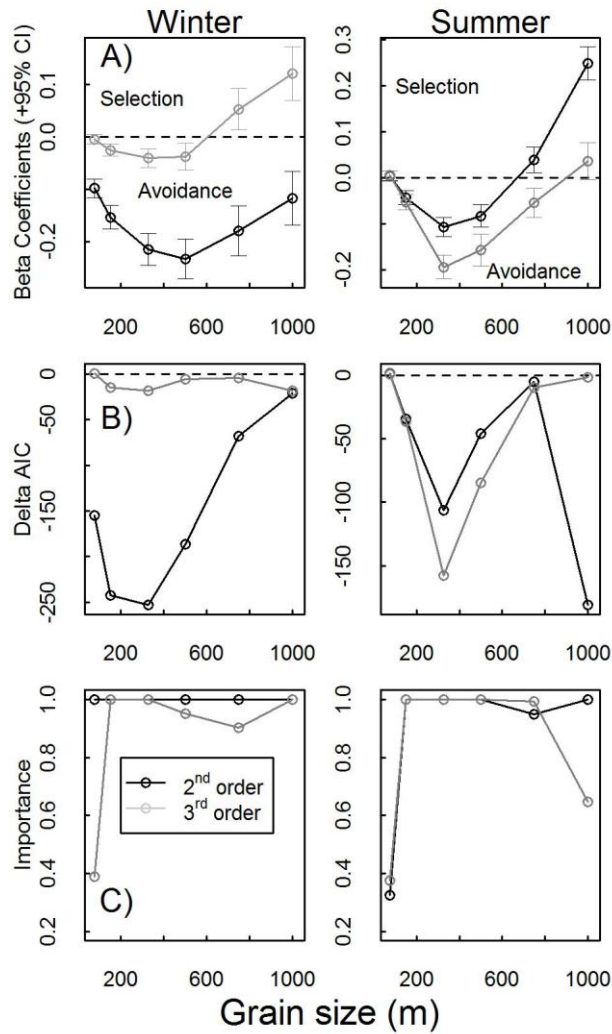 Winter
Summer
A)
Selection
Avoidance
Beta Coefficients (+95% CI)
0.1
0.0
-0.2
200
600
1000
Selection
Avoidance
0.3
0.2
0.0
-0.2
200
600
1000
B)
Delta AIC
0
-50
-150
-250
200
600
1000
0
-50
-100
-150
200
600
1000
C)
Importance
1.0
0.8
0.6
0.4
0.2
2nd order
3rd order
200
600
1000
1.0
0.8
0.6
0.4
0.2
200
600
1000
Grain size (m)